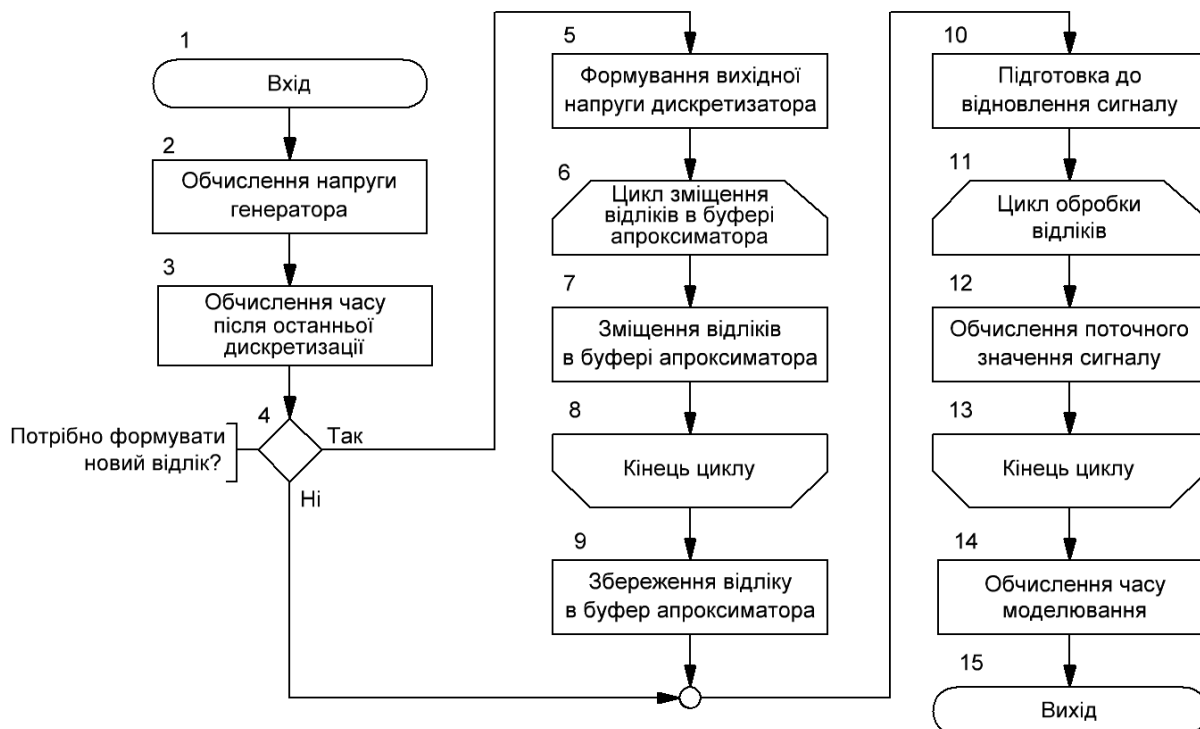 1
Вхід
2
Обчислення напруги
генератора
3
Обчислення часу
після останньої
дискретизації
4
Потрібно формувати
новий відлік?
Так
Ні
5
Формування вихідної
напруги дискретизатора
6
Цикл зміщення
відліків в буфері
апроксиматора
7
Зміщення відліків
в буфері апроксиматора
8
Кінець циклу
9
Збереження відліку
в буфер апроксиматора
10
Підготовка до
відновлення сигналу
11
Цикл обробки
відліків
12
Обчислення поточного
значення сигналу
13
Кінець циклу
14
Обчислення часу
моделювання
15
Вихід